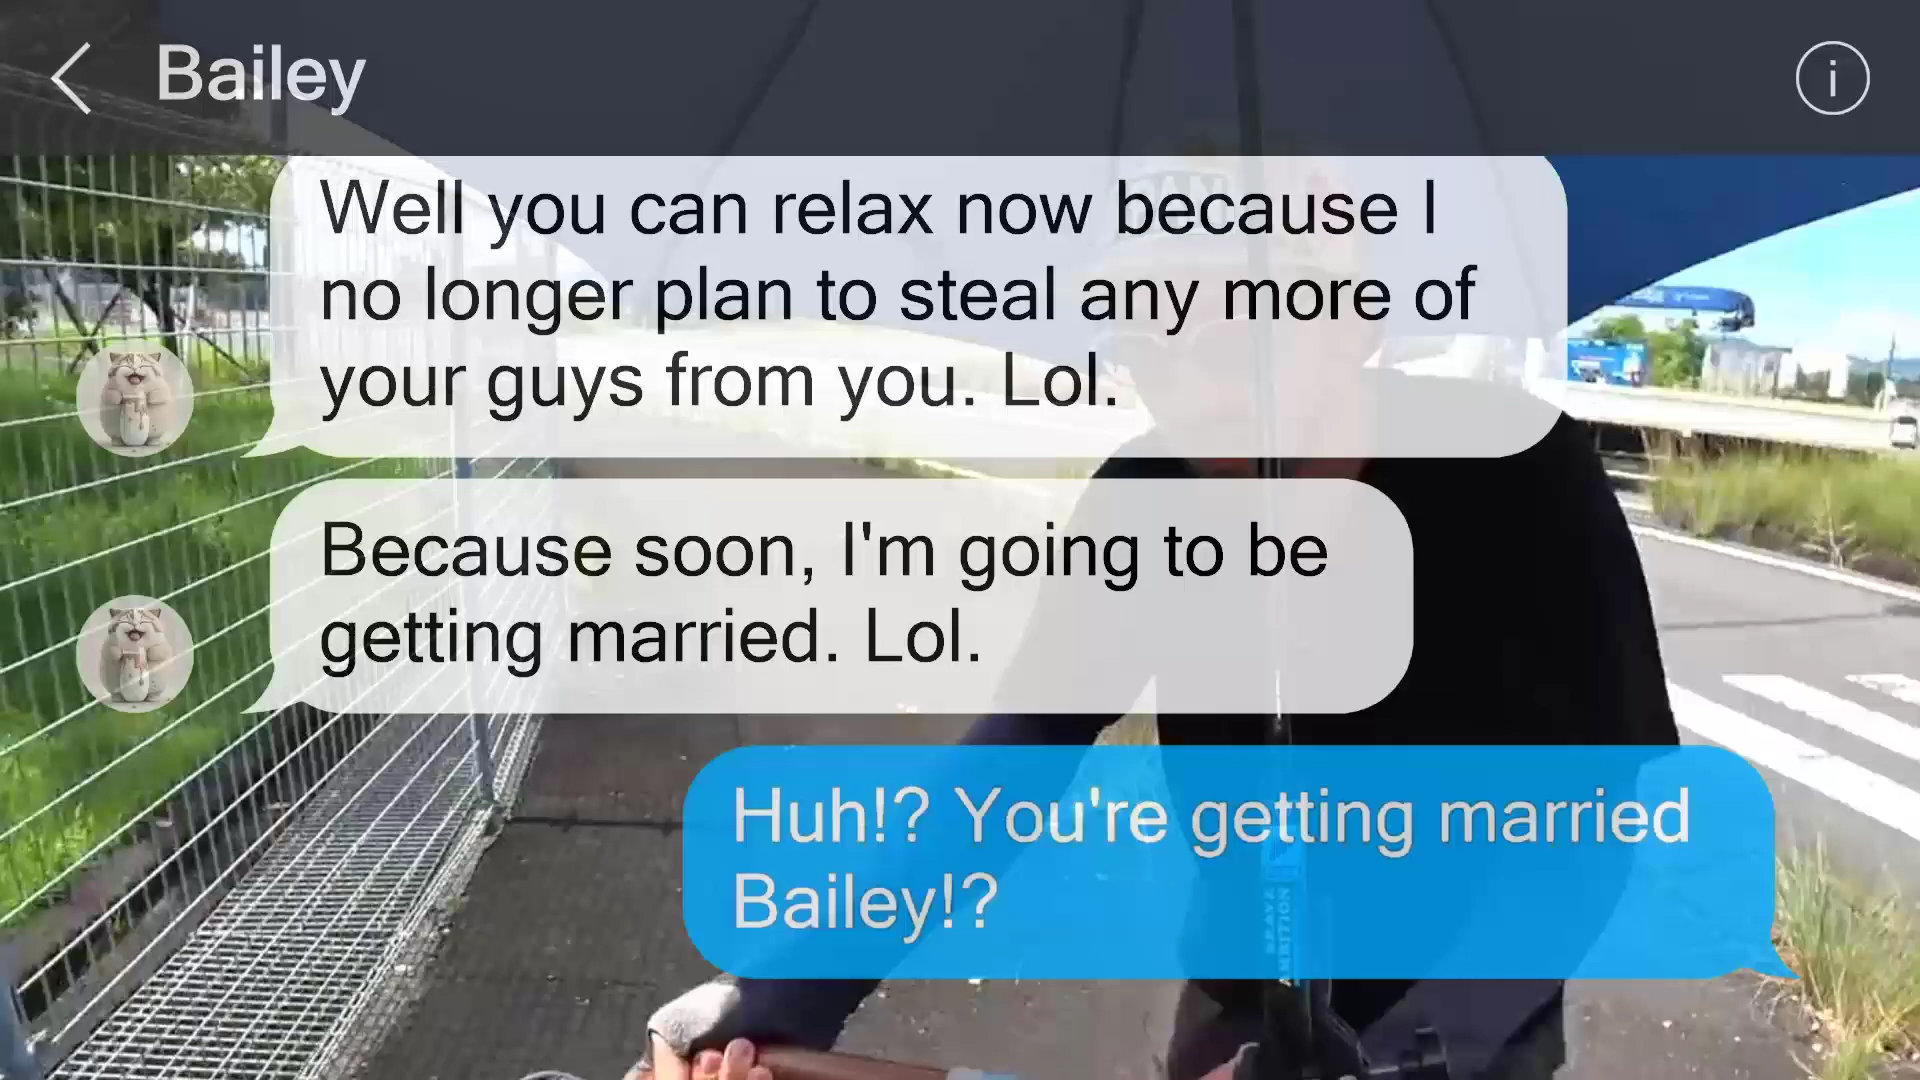 Bailey
Well you can relax now because I
no longer plan to steal any more of
your guys from you. Lol.
Because soon, I'm going to be
getting married. Lol.
Huh!? You're getting married
Bailey!?
AMBITION